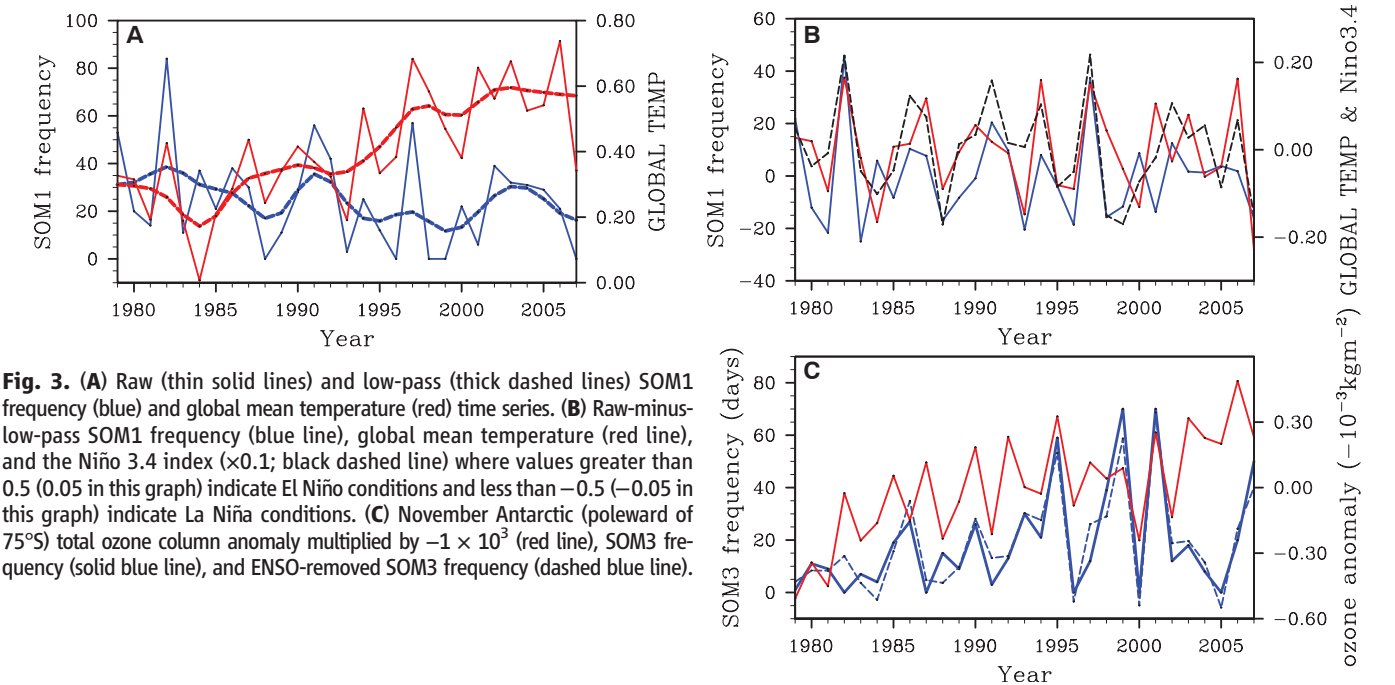 A
SOM1 frequency
100
80
60
40
20
0
0.80
0.60
0.40
0.20
0.00
GLOBAL TEMP
1980 1985 1990 1995 2000 2005
Year
B
SOM1 frequency
60
40
20
0
−20
−40
0.20
0.00
−0.20
GLOBAL TEMP & Nino3.4
1980 1985 1990 1995 2000 2005
Year
Fig. 3. (A) Raw (thin solid lines) and low-pass (thick dashed lines) SOM1
frequency (blue) and global mean temperature (red) time series. (B) Raw-minus-
low-pass SOM1 frequency (blue line), global mean temperature (red line),
and the Niño 3.4 index (×0.1; black dashed line) where values greater than
0.5 (0.05 in this graph) indicate El Niño conditions and less than −0.5 (−0.05 in
this graph) indicate La Niña conditions. (C) November Antarctic (poleward of
75°S) total ozone column anomaly multiplied by −1 × 10³ (red line), SOM3 fre-
quency (solid blue line), and ENSO-removed SOM3 frequency (dashed blue line).
C
SOM3 frequency (days)
80
60
40
20
0
0.30
0.00
−0.30
−0.60
ozone anomaly (−10⁻³kgm⁻²)
1980 1985 1990 1995 2000 2005
Year